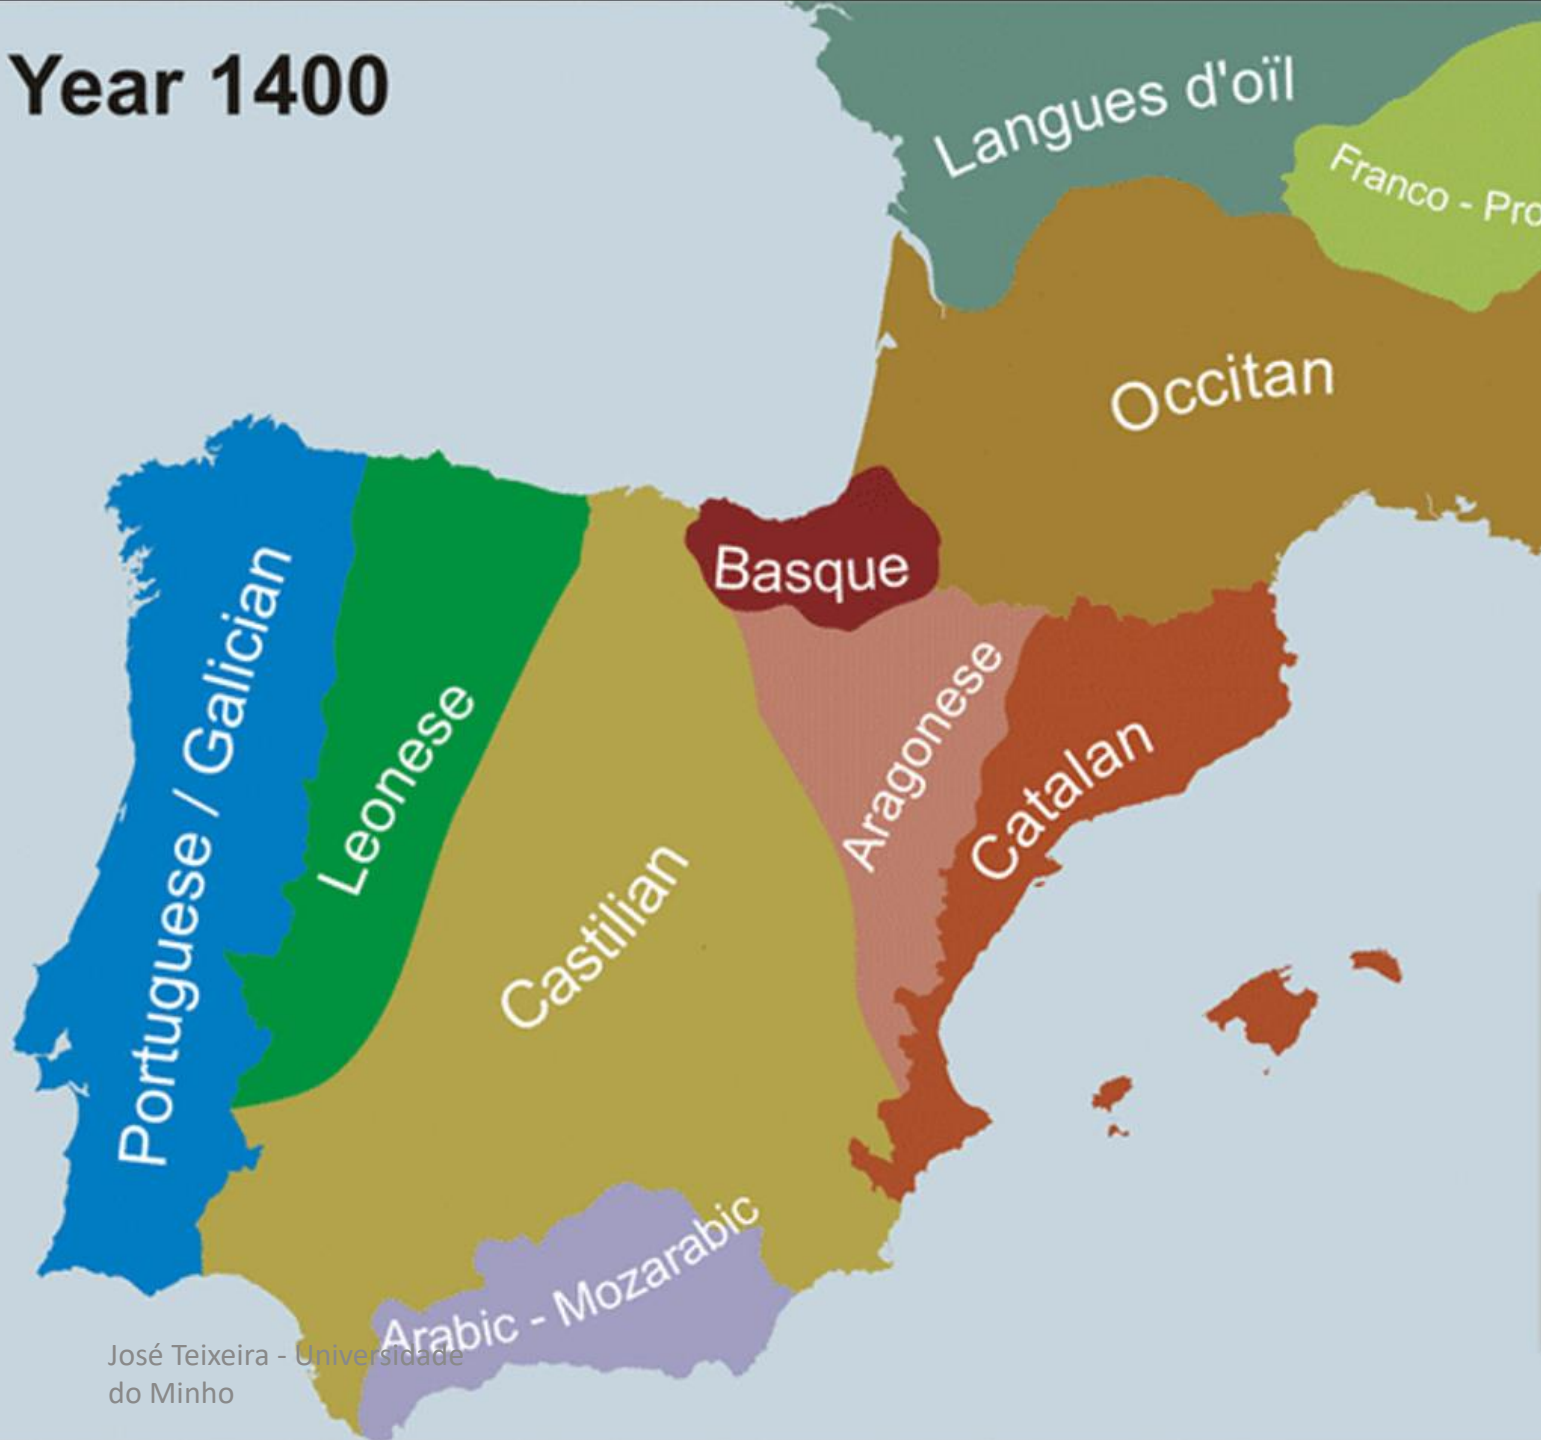 Year 1400
Langues d'oïl
Franco - Pro
Occitan
Basque
Portuguese / Galician
Leonese
Castilian
Aragonese
Catalan
Arabic - Mozarabic
José Teixeira - Universidade
do Minho